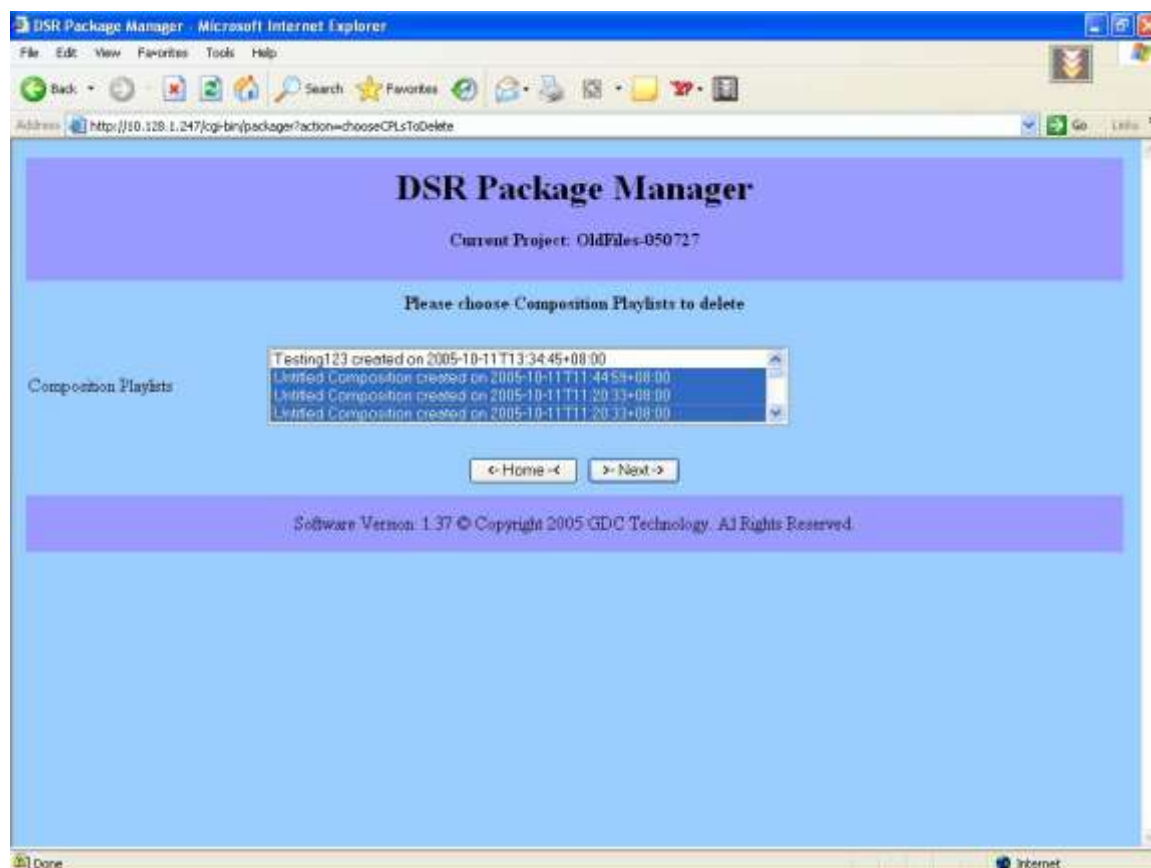 DSR Package Manager - Microsoft Internet Explorer
File Edit View Favorites Tools Help
Back Search Favorites
Address http://10.128.1.247/cgi-bin/packager?action=chooseCPLsToDelete Go Links
DSR Package Manager
Current Project: OldFiles-050727
Please choose Composition Playlists to delete
Testing123 created on 2005-10-11T13:34:45+08:00
Composition Playlists
Untitled Composition created on 2005-10-11T11:44:59+08:00
Untitled Composition created on 2005-10-11T11:20:33+08:00
Untitled Composition created on 2005-10-11T11:20:33+08:00
<- Home -< >- Next ->
Software Version: 1.37 © Copyright 2005 GDC Technology. All Rights Reserved.
Done Internet